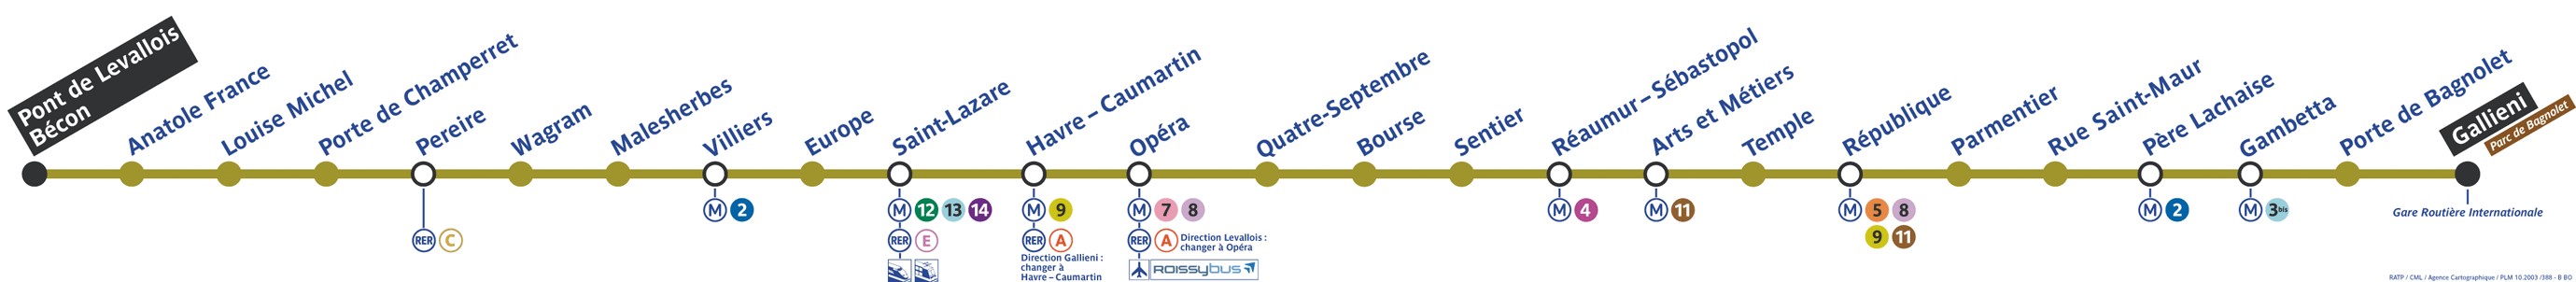 Pont de Levallois
Bécon
Anatole France
Louise Michel
Porte de Champerret
Pereire
Wagram
Malesherbes
Villiers
Europe
Saint-Lazare
Havre – Caumartin
Opéra
Quatre-Septembre
Bourse
Sentier
Réaumur – Sébastopol
Arts et Métiers
Temple
République
Parmentier
Rue Saint-Maur
Père Lachaise
Gambetta
Porte de Bagnolet
Gallieni
Parc de Bagnolet
RER C
M 2
M 12 13 14
RER E
M 9
RER A
Direction Gallieni :
changer à
Havre – Caumartin
M 7 8
RER A Direction Levallois :
changer à Opéra
Roissybus
M 4
M 11
M 5 8
9 11
M 2
M 3bis
Gare Routière Internationale
RATP / CML / Agence Cartographique / PLM 10.2003 /388 - B BO